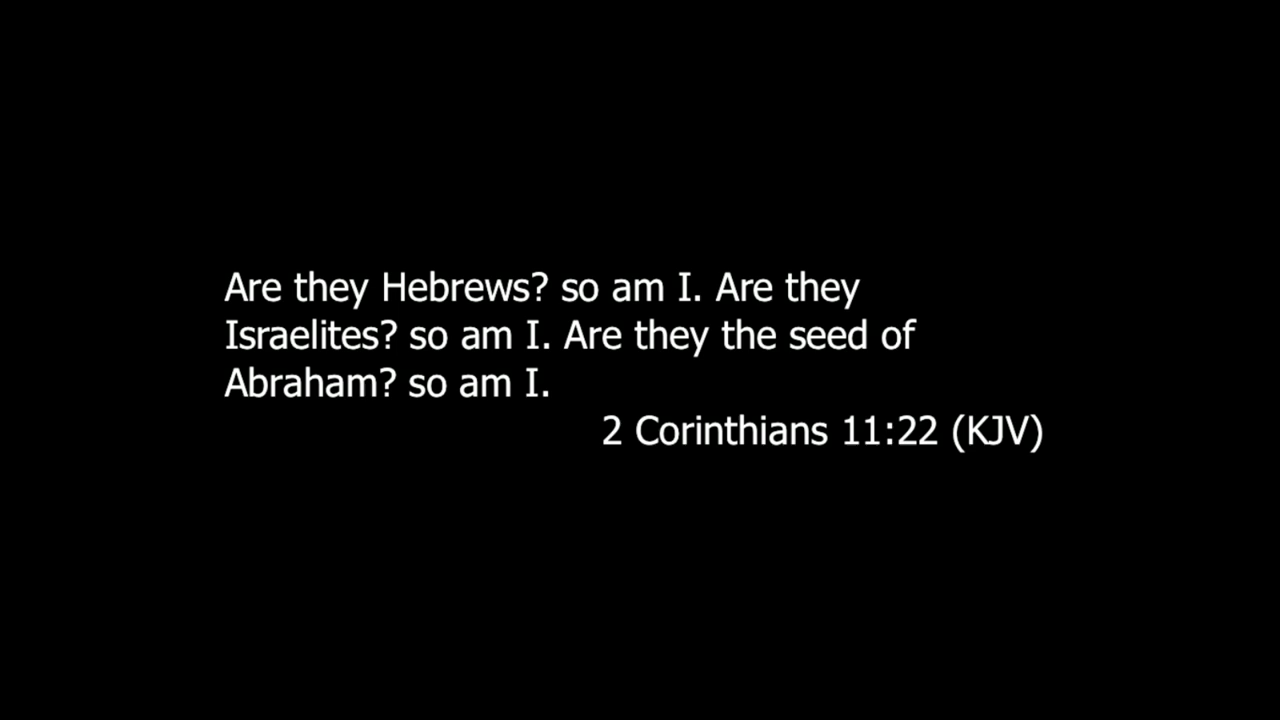 Are they Hebrews? so am I. Are they
Israelites? so am I. Are they the seed of
Abraham? so am I.
2 Corinthians 11:22 (KJV)